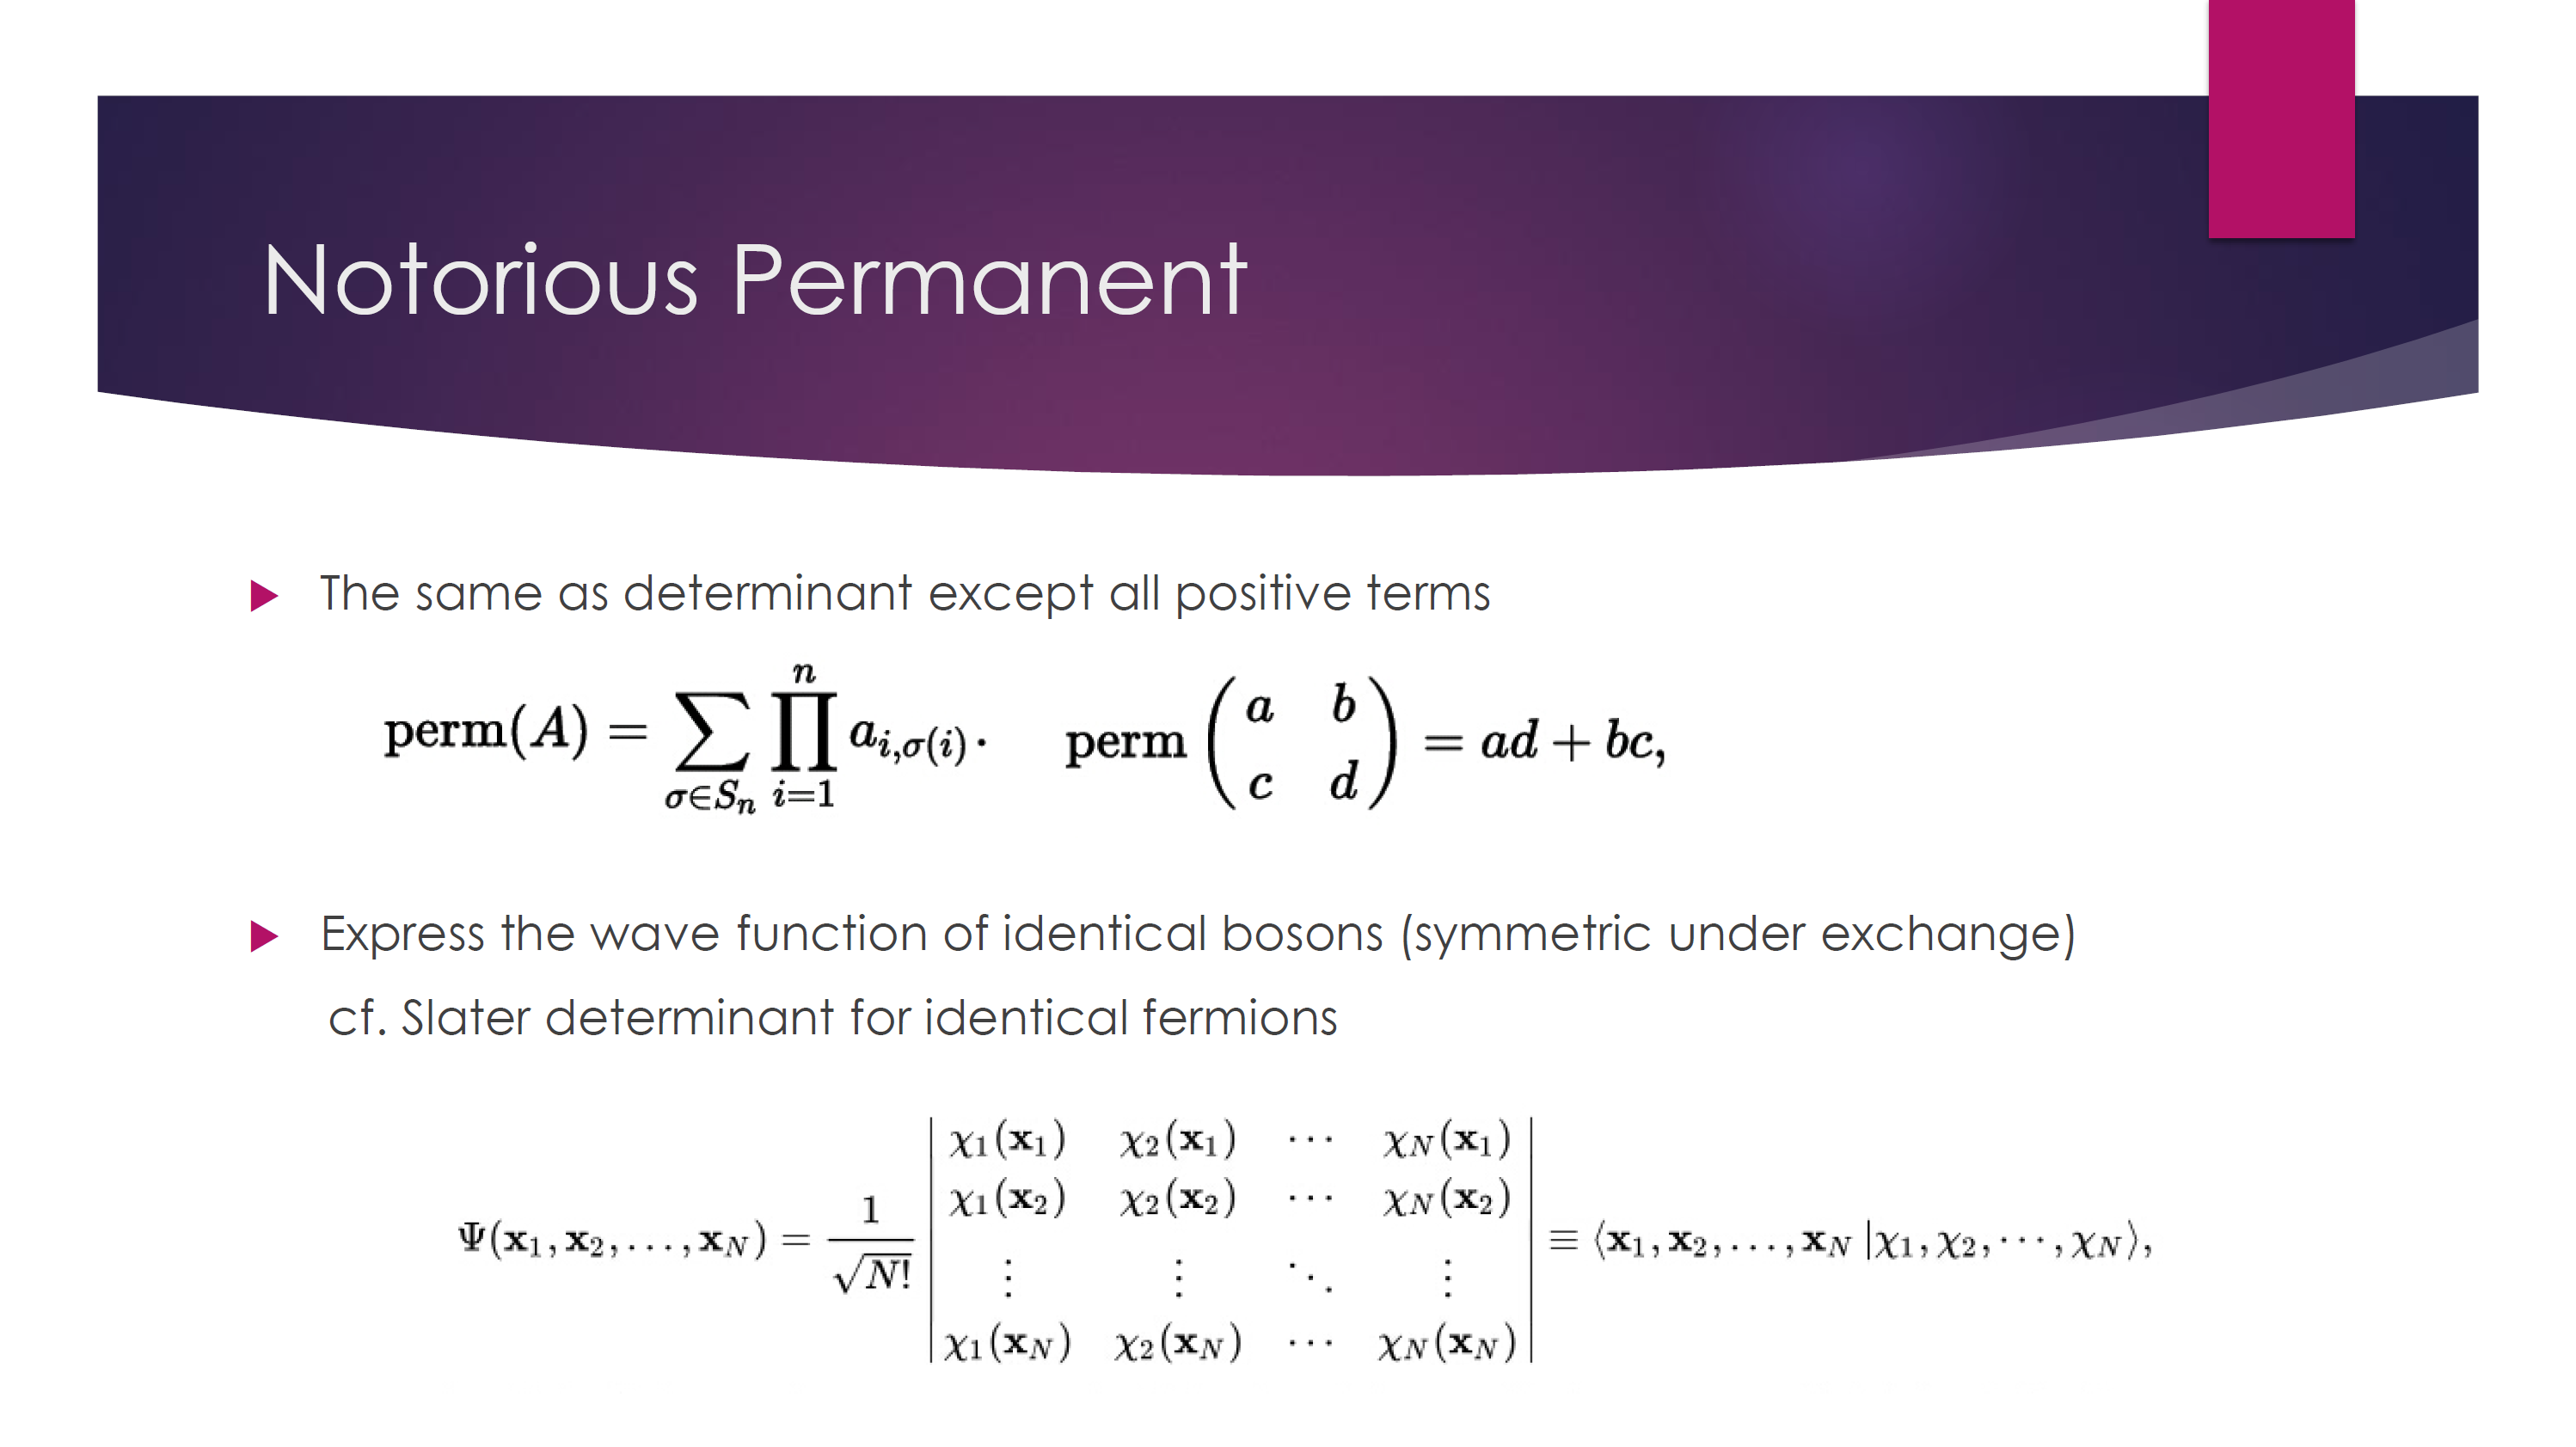 Notorious Permanent
The same as determinant except all positive terms
perm(A) = \sum_{\sigma \in S_n} \prod_{i=1}^{n} a_{i,\sigma(i)}. perm \begin{pmatrix} a & b \\ c & d \end{pmatrix} = ad + bc,
Express the wave function of identical bosons (symmetric under exchange)
cf. Slater determinant for identical fermions
\Psi(\mathbf{x}_1, \mathbf{x}_2, \ldots, \mathbf{x}_N) = \frac{1}{\sqrt{N!}} \begin{vmatrix} \chi_1(\mathbf{x}_1) & \chi_2(\mathbf{x}_1) & \cdots & \chi_N(\mathbf{x}_1) \\ \chi_1(\mathbf{x}_2) & \chi_2(\mathbf{x}_2) & \cdots & \chi_N(\mathbf{x}_2) \\ \vdots & \vdots & \ddots & \vdots \\ \chi_1(\mathbf{x}_N) & \chi_2(\mathbf{x}_N) & \cdots & \chi_N(\mathbf{x}_N) \end{vmatrix} \equiv \langle \mathbf{x}_1, \mathbf{x}_2, \ldots, \mathbf{x}_N | \chi_1, \chi_2, \cdots, \chi_N \rangle,